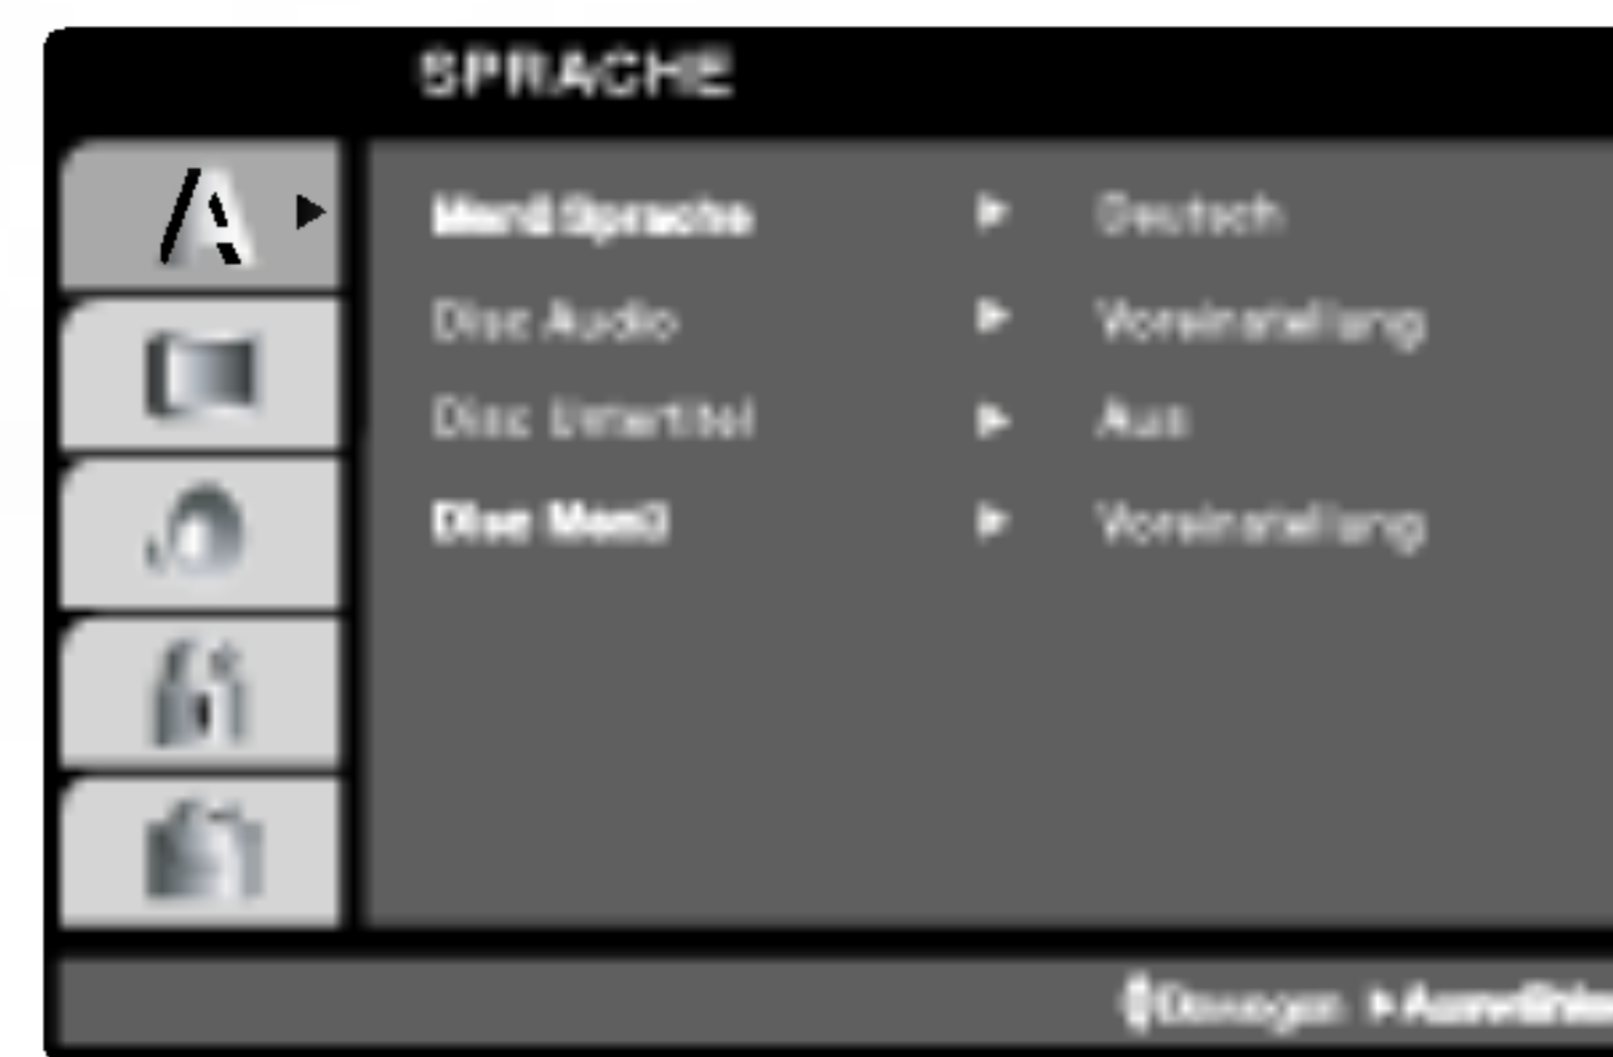 SPRACHE
Menü Sprache ▶ Deutsch
Disc Audio ▶ Voreinstellung
Disc Untertitel ▶ Aus
Disc Menü ▶ Voreinstellung
Bewegen ▶ Auswählen